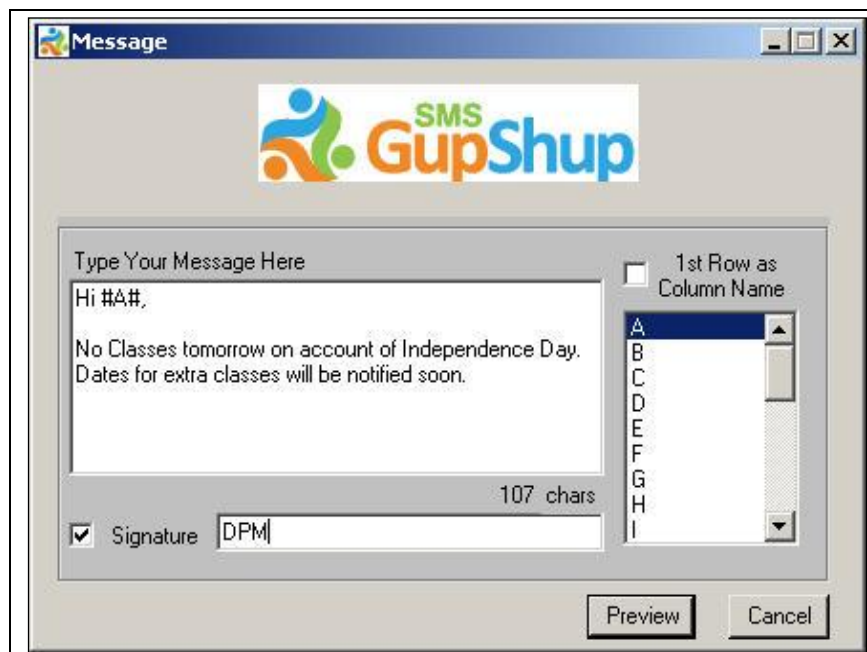 Message
SMS
GupShup
Type Your Message Here
Hi #A#,
No Classes tomorrow on account of Independence Day.
Dates for extra classes will be notified soon.
107 chars
Signature DPM
1st Row as
Column Name
A
B
C
D
E
F
G
H
I
Preview Cancel